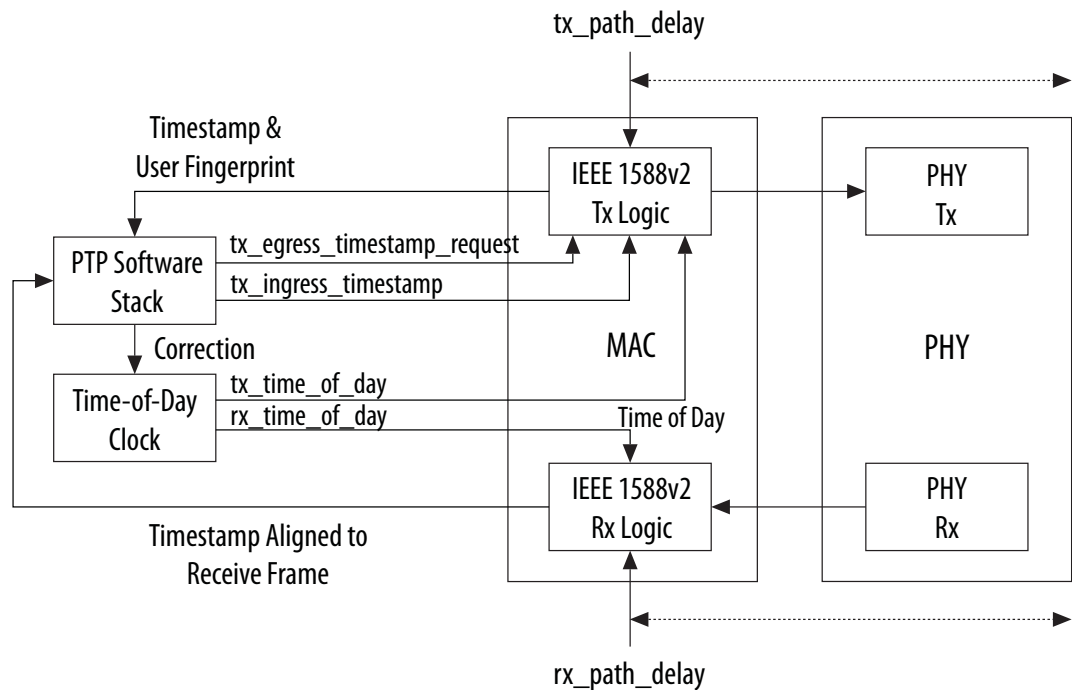 tx_path_delay
Timestamp &
User Fingerprint
IEEE 1588v2
Tx Logic
PHY
Tx
tx_egress_timestamp_request
PTP Software
Stack
tx_ingress_timestamp
Correction
MAC
PHY
tx_time_of_day
Time-of-Day
Clock
rx_time_of_day
Time of Day
IEEE 1588v2
Rx Logic
PHY
Rx
Timestamp Aligned to
Receive Frame
rx_path_delay